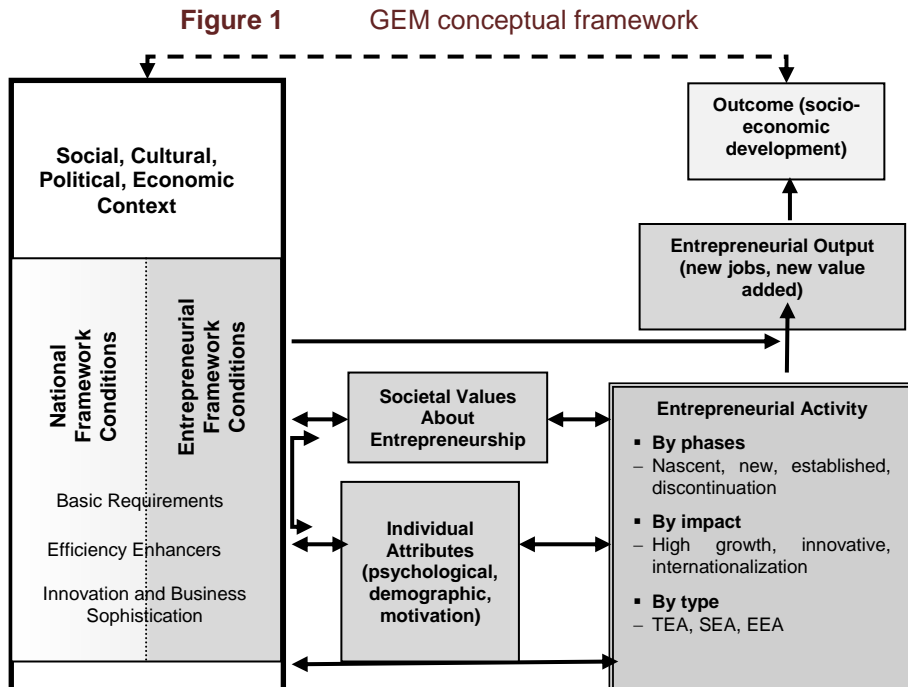 Figure 1 GEM conceptual framework
Outcome (socio-
economic
development)
Social, Cultural,
Political, Economic
Context
Entrepreneurial Output
(new jobs, new value
added)
National
Framework
Conditions
Entrepreneurial
Framework
Conditions
Basic Requirements
Efficiency Enhancers
Innovation and Business
Sophistication
Societal Values
About
Entrepreneurship
Individual
Attributes
(psychological,
demographic,
motivation)
Entrepreneurial Activity
▪ By phases
− Nascent, new, established,
discontinuation
▪ By impact
− High growth, innovative,
internationalization
▪ By type
− TEA, SEA, EEA